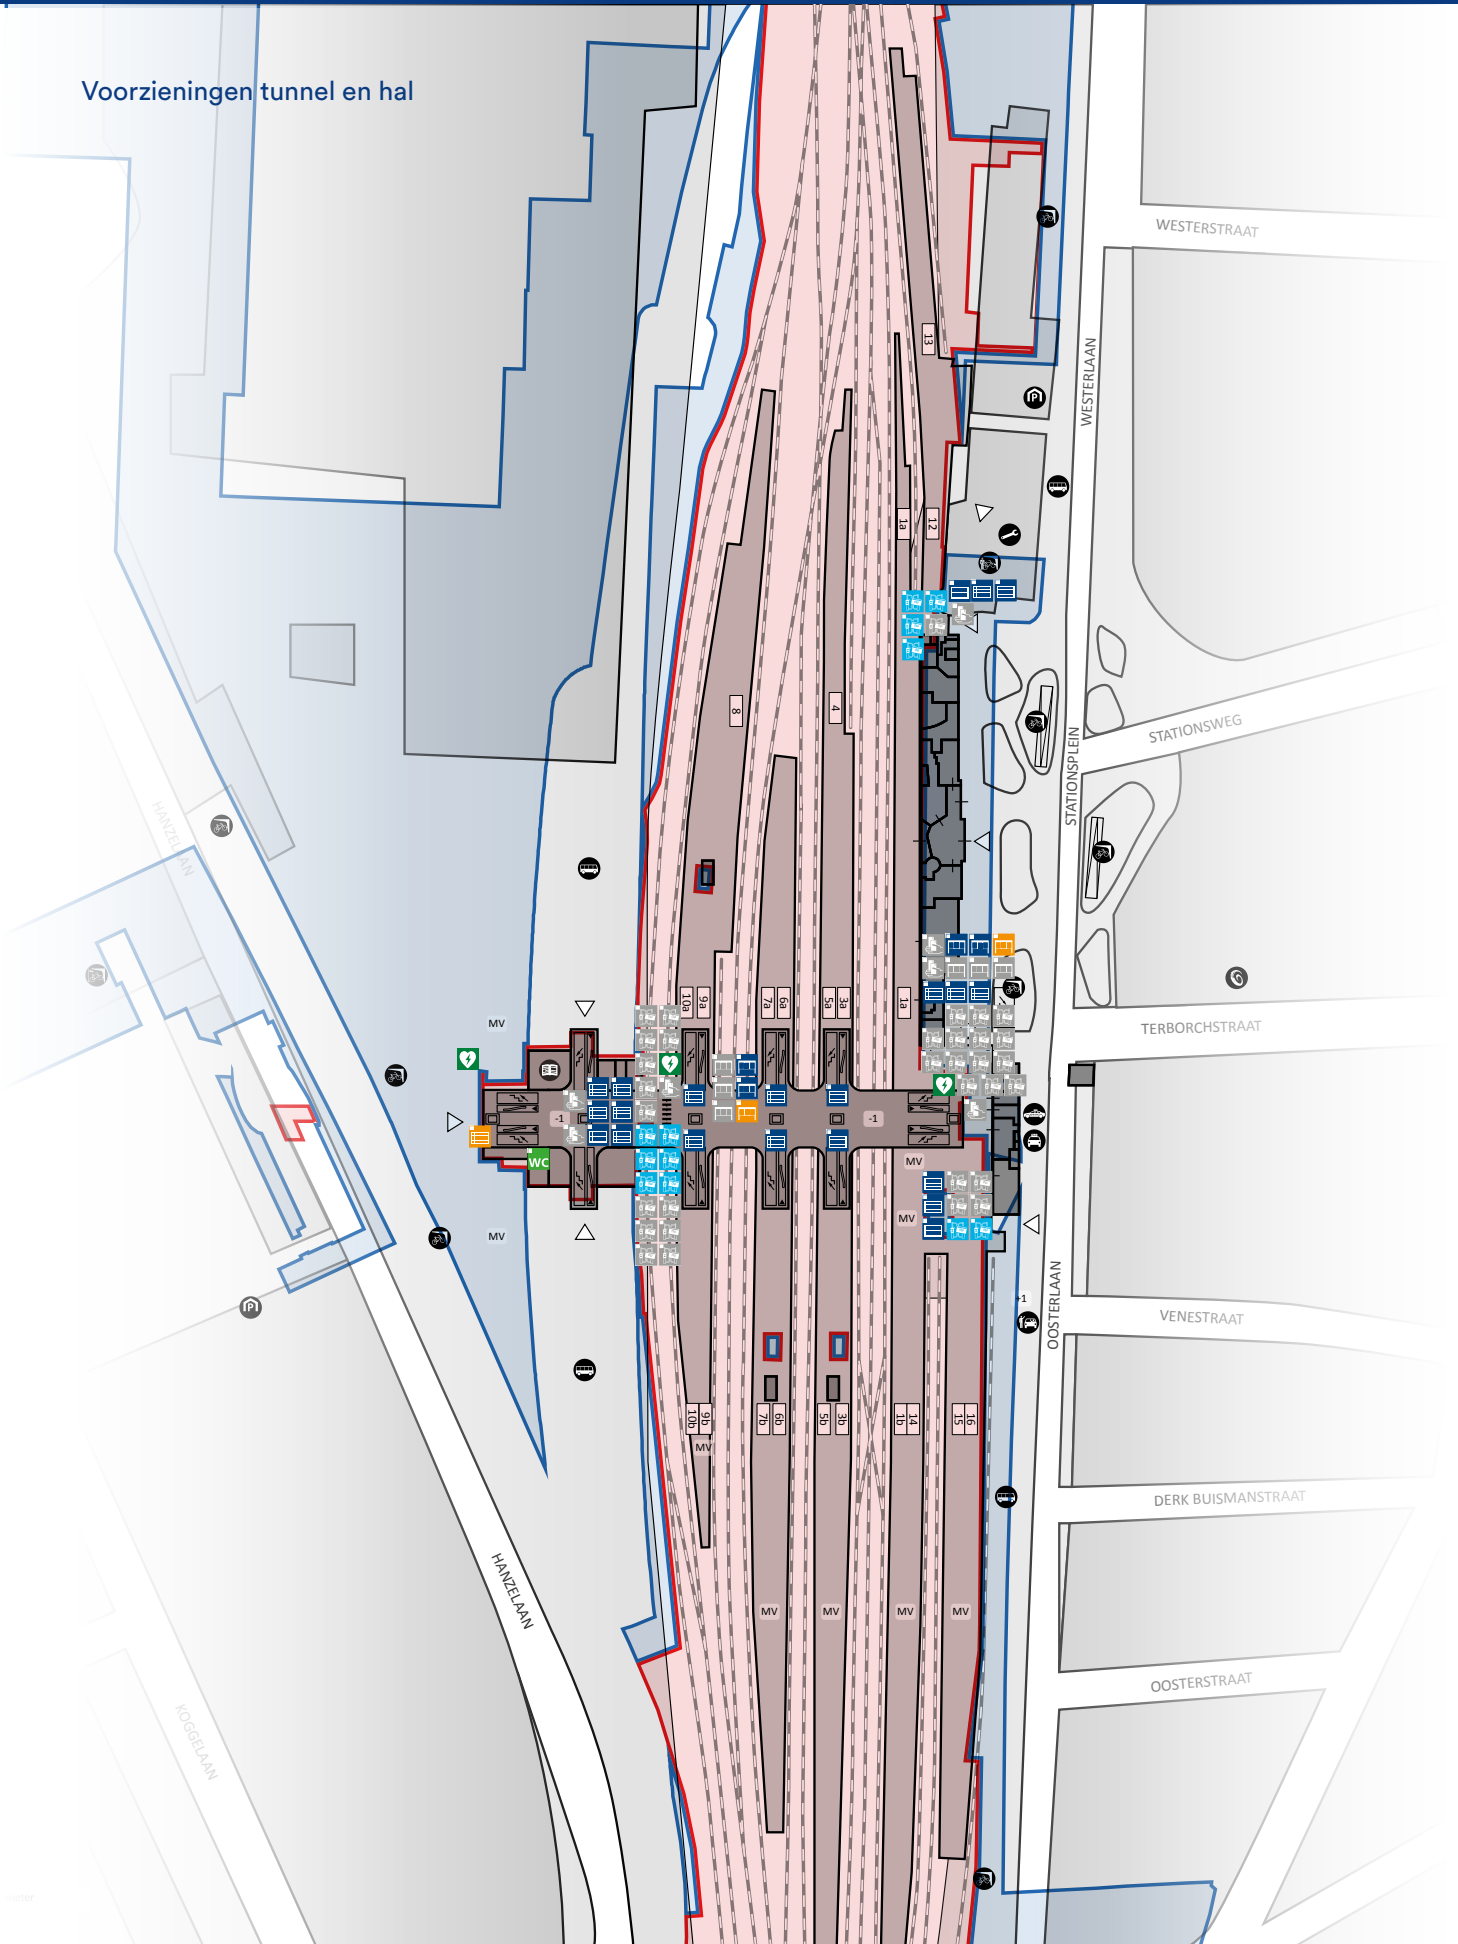 Voorzieningen tunnel en hal
WESTERSTRAAT
13
WESTERLAAN
P
1a
12
8
4
STATIONSWEG
STATIONSPLEIN
HANZELAAN
10a
9a
7a
6a
5a
3a
1a
MV
TERBORCHSTRAAT
-1
-1
WC
MV
MV
MV
P
+1
OOSTERLAAN
VENESTRAAT
10b
9b
7b
6b
5b
3b
1b
14
15
16
MV
DERK BUISMANSTRAAT
HANZELAAN
MV
MV
MV
MV
OOSTERSTRAAT
KOGGELAAN